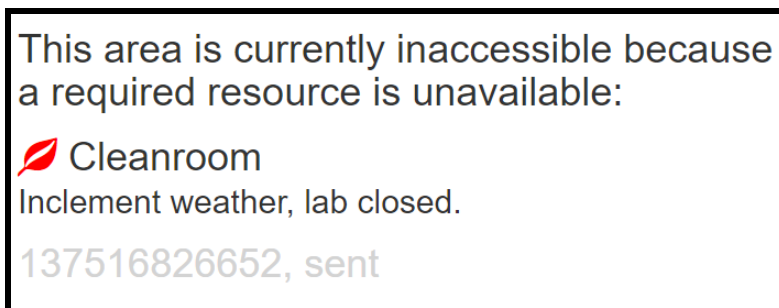 This area is currently inaccessible because
a required resource is unavailable:
Cleanroom
Inclement weather, lab closed.
137516826652, sent